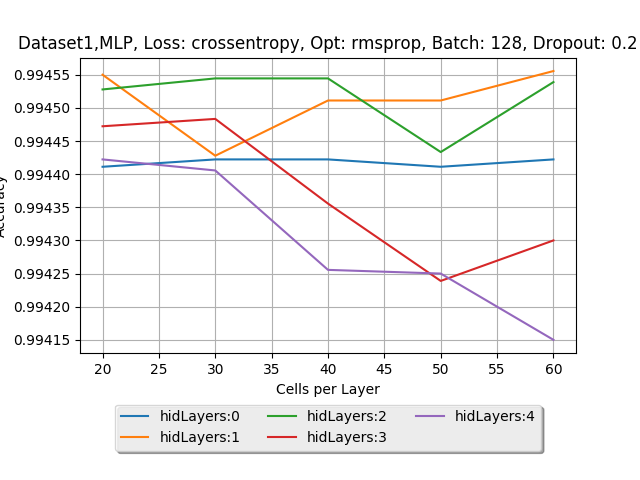 Dataset1,MLP, Loss: crossentropy, Opt: rmsprop, Batch: 128, Dropout: 0.2
0.99455
0.99450
0.99445
0.99440
0.99435
0.99430
0.99425
0.99420
0.99415
Accuracy
20 25 30 35 40 45 50 55 60
Cells per Layer
hidLayers:0 hidLayers:2 hidLayers:4
hidLayers:1 hidLayers:3